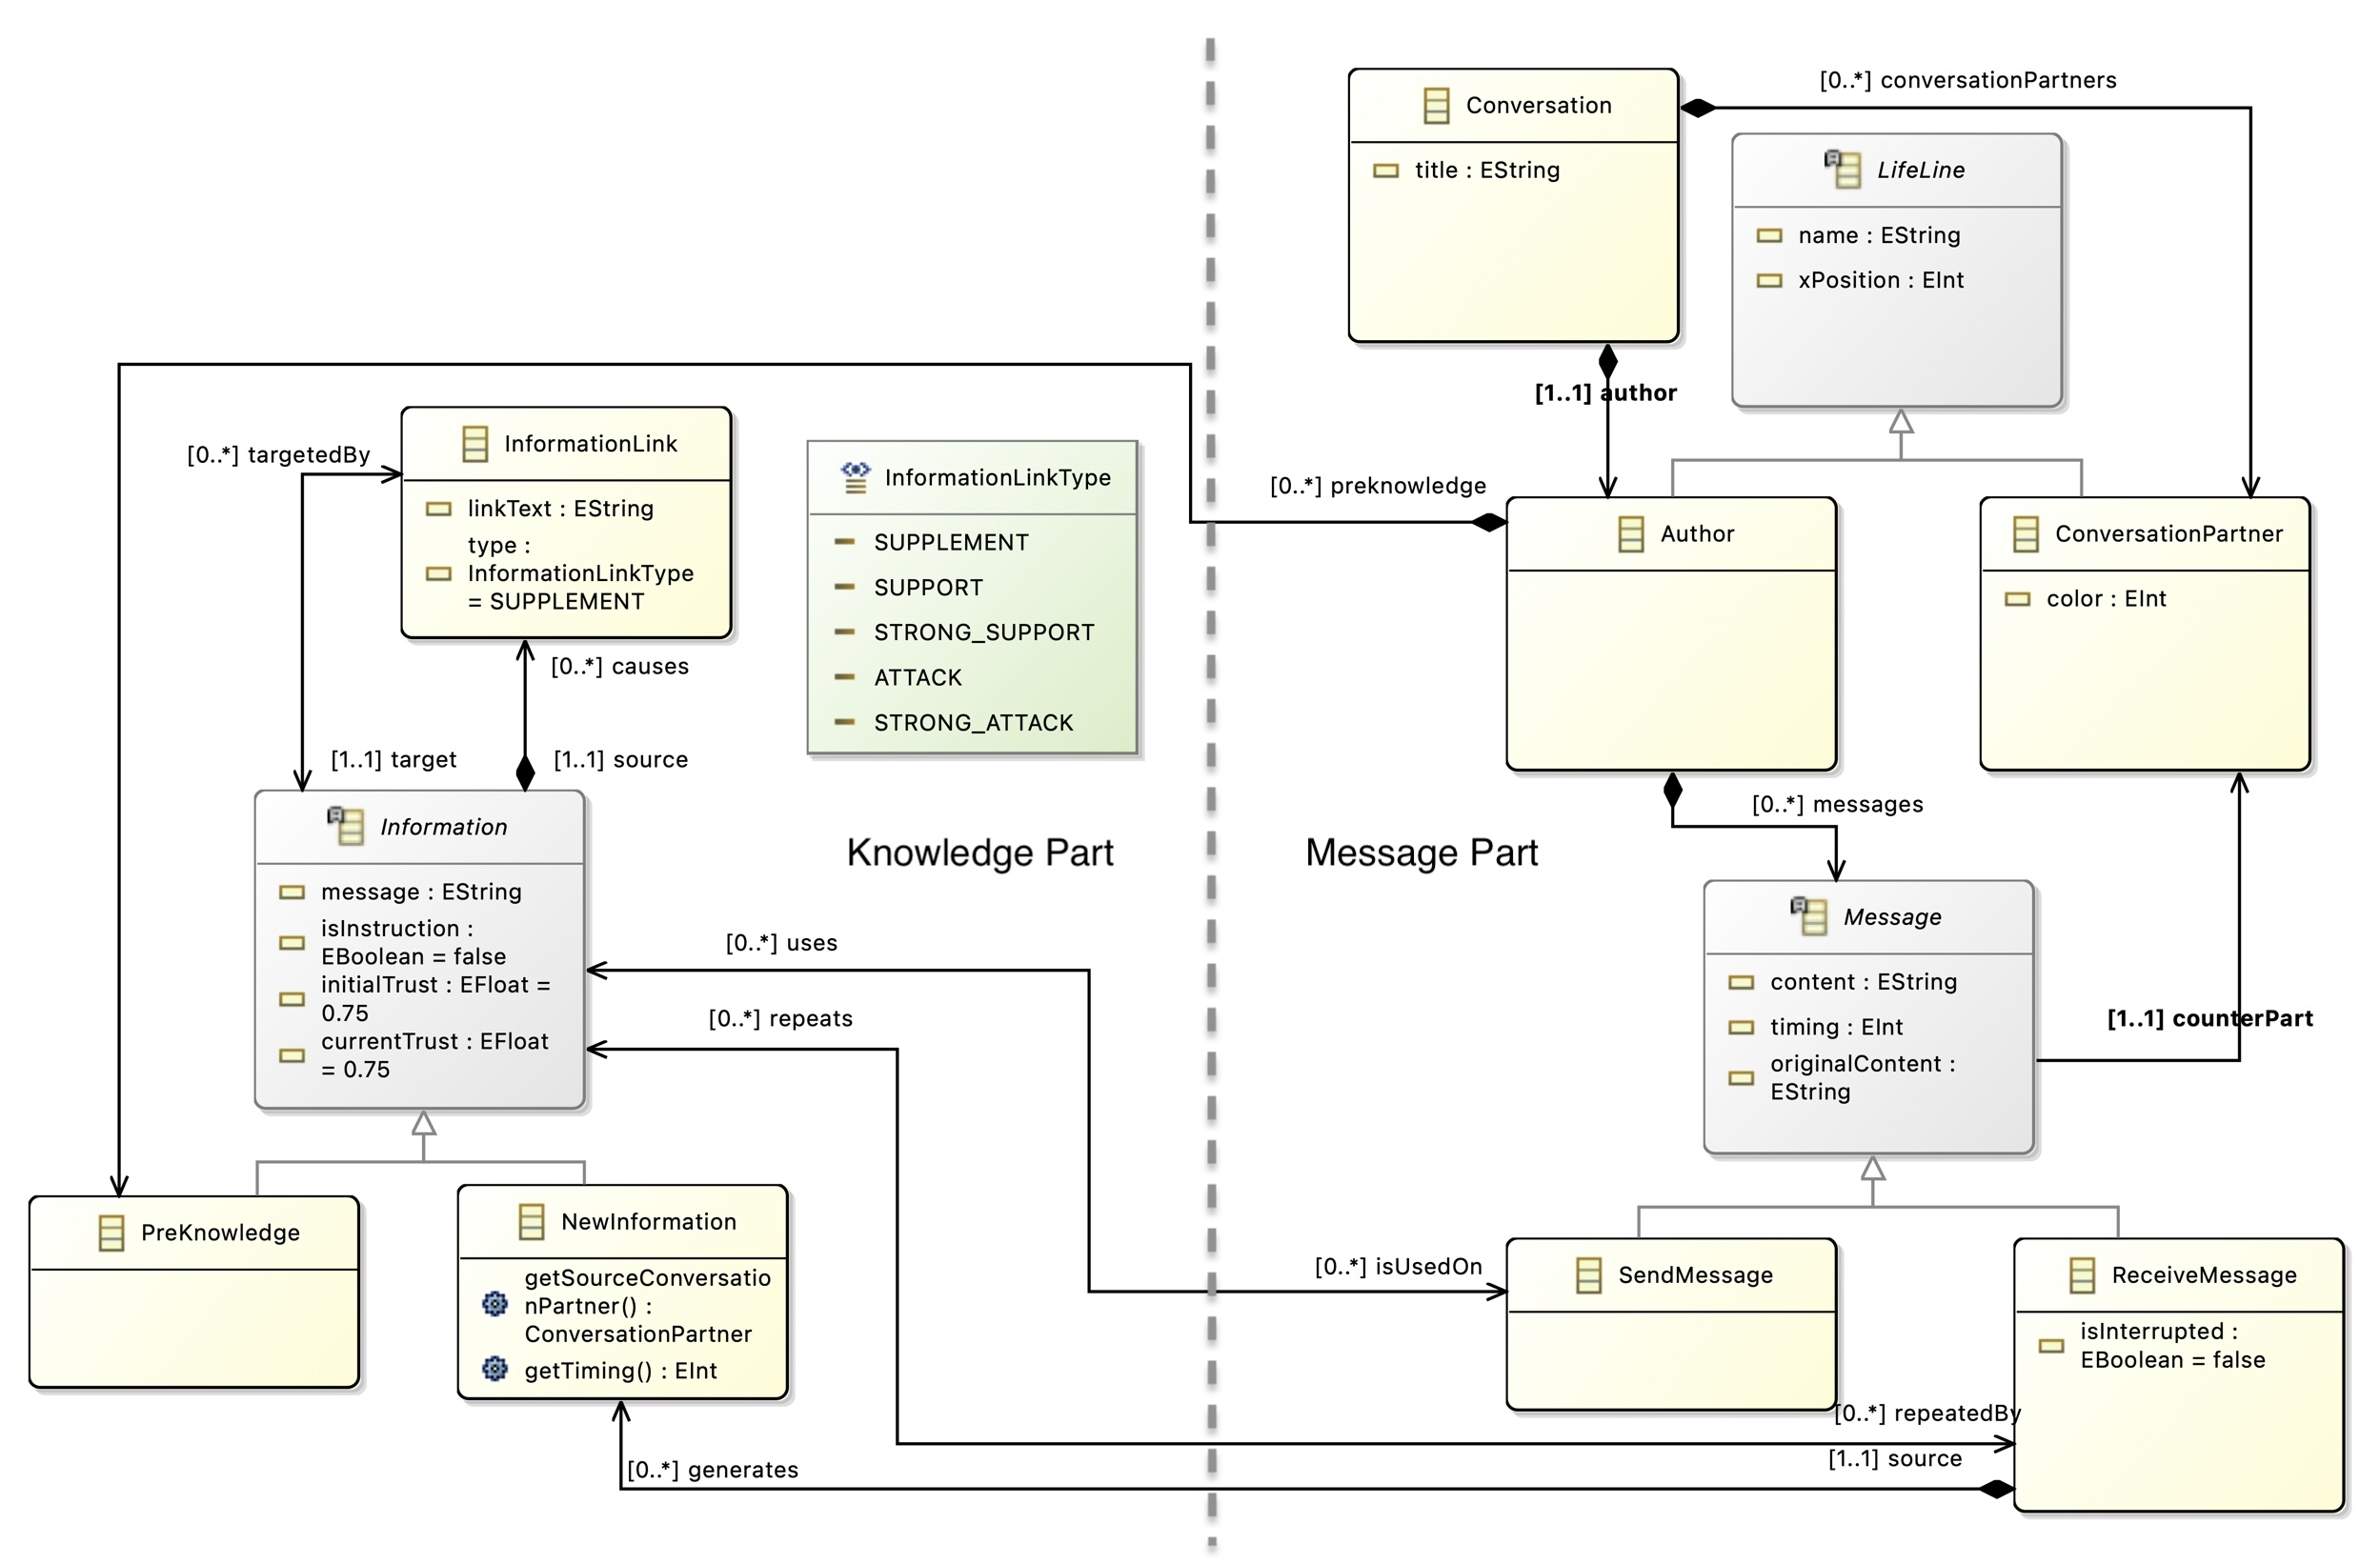 [0..*] conversationPartners
Conversation
title : EString
LifeLine
name : EString
xPosition : EInt
[1..1] author
[0..*] preknowledge
Author
ConversationPartner
color : EInt
[0..*] targetedBy
InformationLink
linkText : EString
type :
InformationLinkType
= SUPPLEMENT
InformationLinkType
SUPPLEMENT
SUPPORT
STRONG_SUPPORT
ATTACK
STRONG_ATTACK
[0..*] causes
[1..1] target
[1..1] source
Information
message : EString
isInstruction :
EBoolean = false
initialTrust : EFloat =
0.75
currentTrust : EFloat
= 0.75
Knowledge Part
Message Part
[0..*] messages
Message
content : EString
timing : EInt
originalContent :
EString
[1..1] counterPart
[0..*] uses
[0..*] repeats
PreKnowledge
NewInformation
getSourceConversatio
nPartner() :
ConversationPartner
getTiming() : EInt
[0..*] isUsedOn
SendMessage
ReceiveMessage
isInterrupted :
EBoolean = false
[0..*] repeatedBy
[1..1] source
[0..*] generates